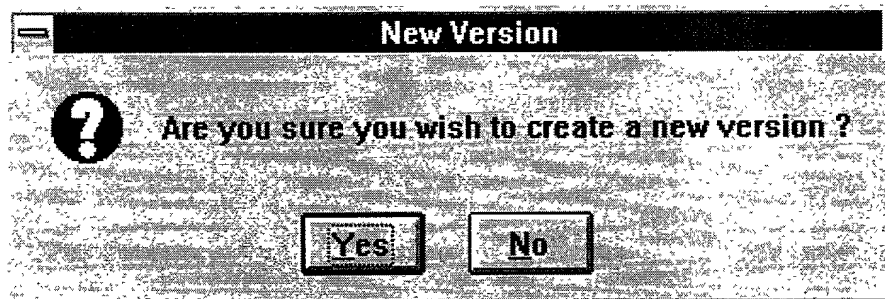 New Version
Are you sure you wish to create a new version ?
Yes
No